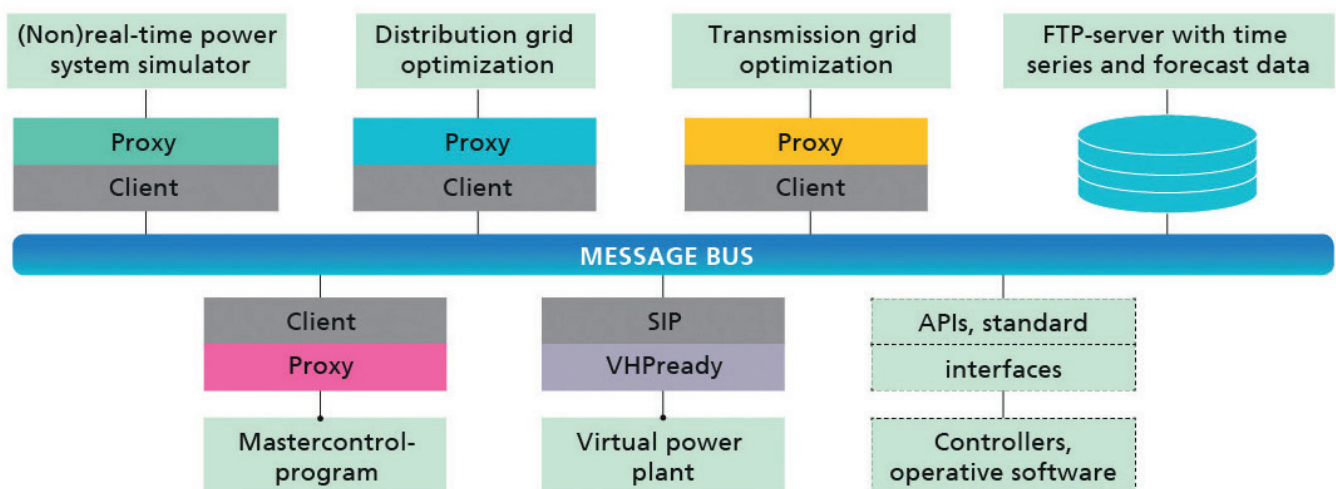 (Non)real-time power
system simulator
Distribution grid
optimization
Transmission grid
optimization
FTP-server with time
series and forecast data
Proxy
Client
Proxy
Client
Proxy
Client
MESSAGE BUS
Client
Proxy
Mastercontrol-
program
SIP
VHPready
Virtual power
plant
APIs, standard
interfaces
Controllers,
operative software